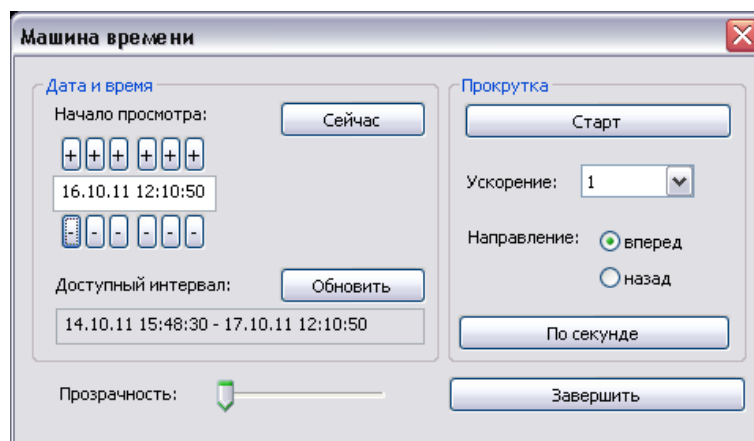 Машина времени
Дата и время
Начало просмотра:
Сейчас
+ + + + + +
16.10.11 12:10:50
- - - - - -
Доступный интервал:
Обновить
14.10.11 15:48:30 - 17.10.11 12:10:50
Прокрутка
Старт
Ускорение: 1
Направление: вперед
назад
По секунде
Прозрачность:
Завершить